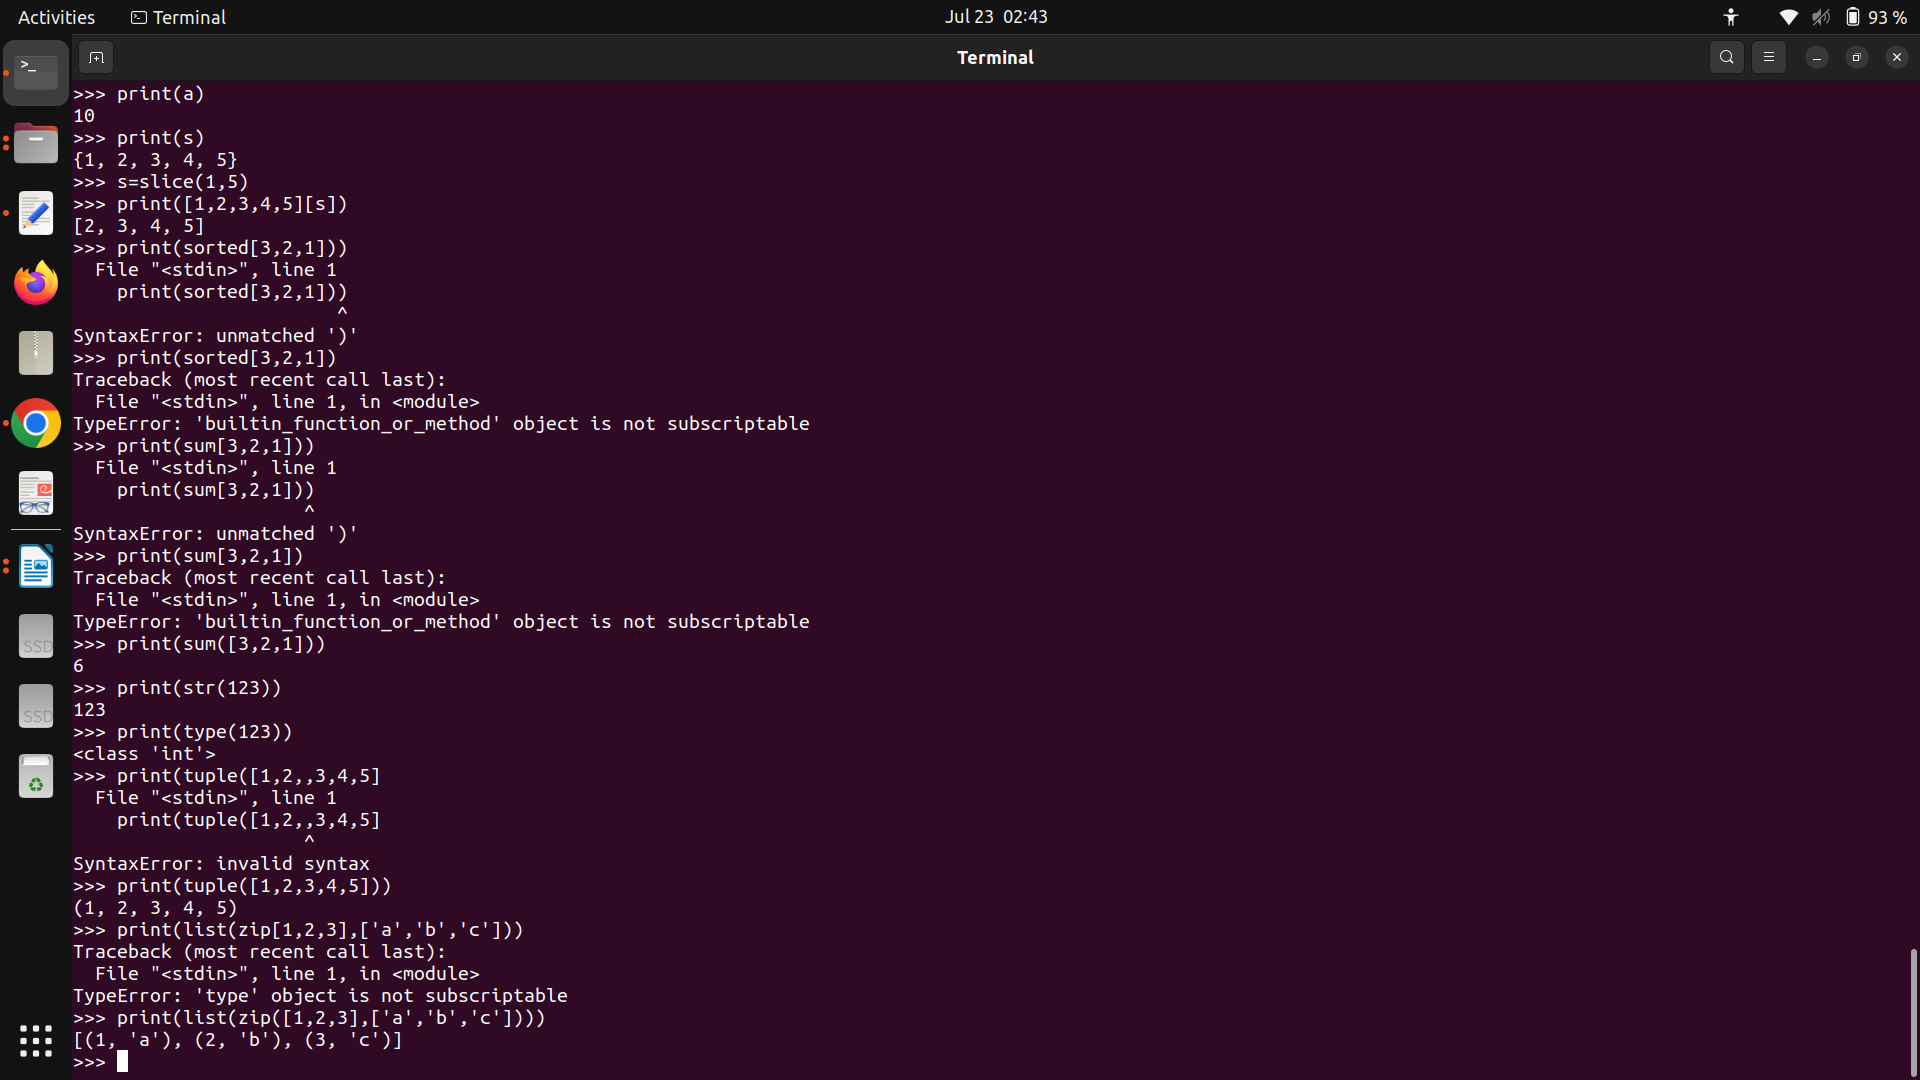 Activities Terminal Jul 23 02:43 93 %
Terminal
>>> print(a)
10
>>> print(s)
{1, 2, 3, 4, 5}
>>> s=slice(1,5)
>>> print([1,2,3,4,5][s])
[2, 3, 4, 5]
>>> print(sorted[3,2,1]))
  File "<stdin>", line 1
    print(sorted[3,2,1]))
                        ^
SyntaxError: unmatched ')'
>>> print(sorted[3,2,1])
Traceback (most recent call last):
  File "<stdin>", line 1, in <module>
TypeError: 'builtin_function_or_method' object is not subscriptable
>>> print(sum[3,2,1]))
  File "<stdin>", line 1
    print(sum[3,2,1]))
                     ^
SyntaxError: unmatched ')'
>>> print(sum[3,2,1])
Traceback (most recent call last):
  File "<stdin>", line 1, in <module>
TypeError: 'builtin_function_or_method' object is not subscriptable
>>> print(sum([3,2,1]))
6
>>> print(str(123))
123
>>> print(type(123))
<class 'int'>
>>> print(tuple([1,2,,3,4,5]
  File "<stdin>", line 1
    print(tuple([1,2,,3,4,5]
                     ^
SyntaxError: invalid syntax
>>> print(tuple([1,2,3,4,5]))
(1, 2, 3, 4, 5)
>>> print(list(zip[1,2,3],['a','b','c']))
Traceback (most recent call last):
  File "<stdin>", line 1, in <module>
TypeError: 'type' object is not subscriptable
>>> print(list(zip([1,2,3],['a','b','c'])))
[(1, 'a'), (2, 'b'), (3, 'c')]
>>>
SSD
SSD